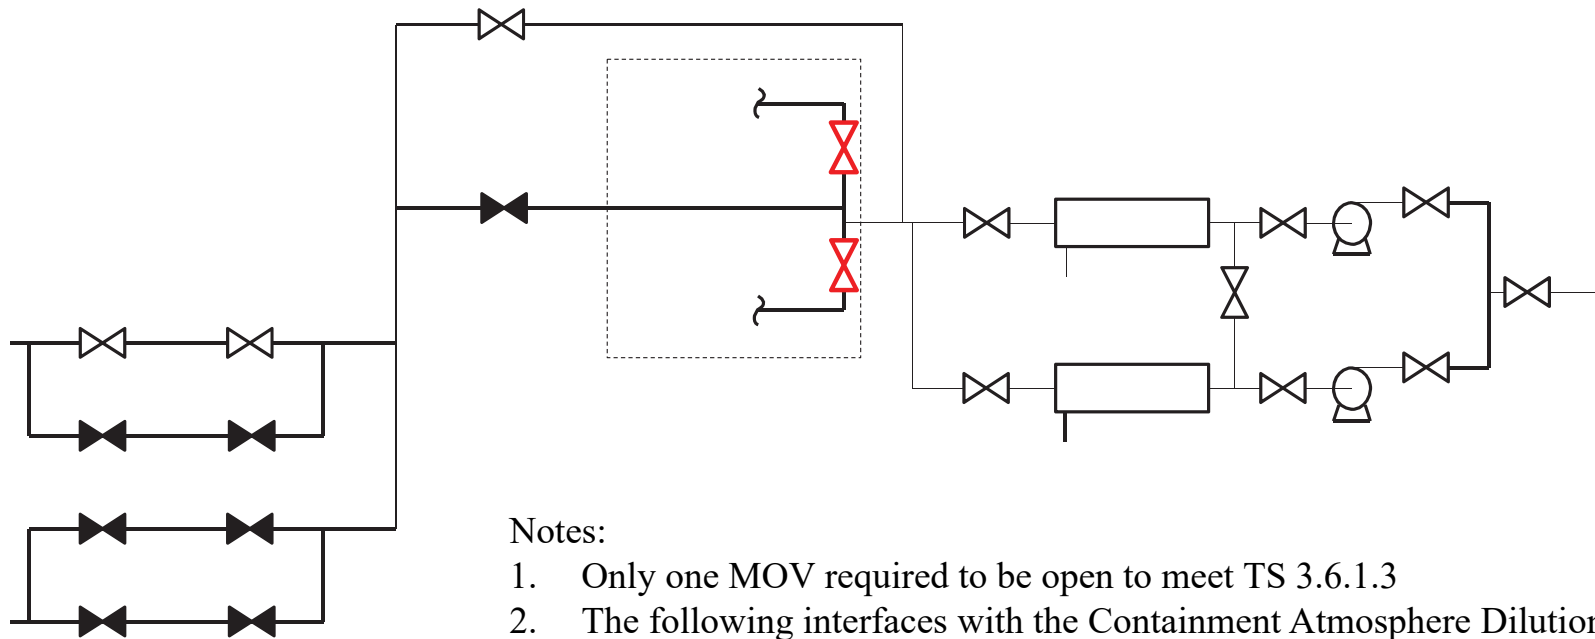 Notes:
1. Only one MOV required to be open to meet TS 3.6.1.3
2. The following interfaces with the Containment Atmosphere Dilution